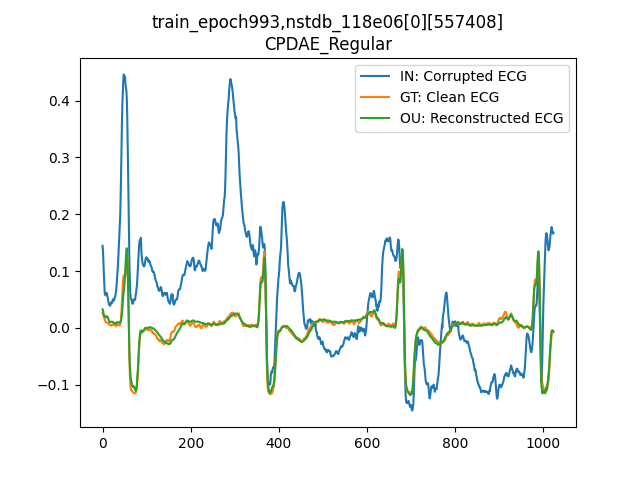 train_epoch993,nstdb_118e06[0][557408]
CPDAE_Regular
IN: Corrupted ECG
GT: Clean ECG
OU: Reconstructed ECG
0.4
0.3
0.2
0.1
0.0
−0.1
0 200 400 600 800 1000